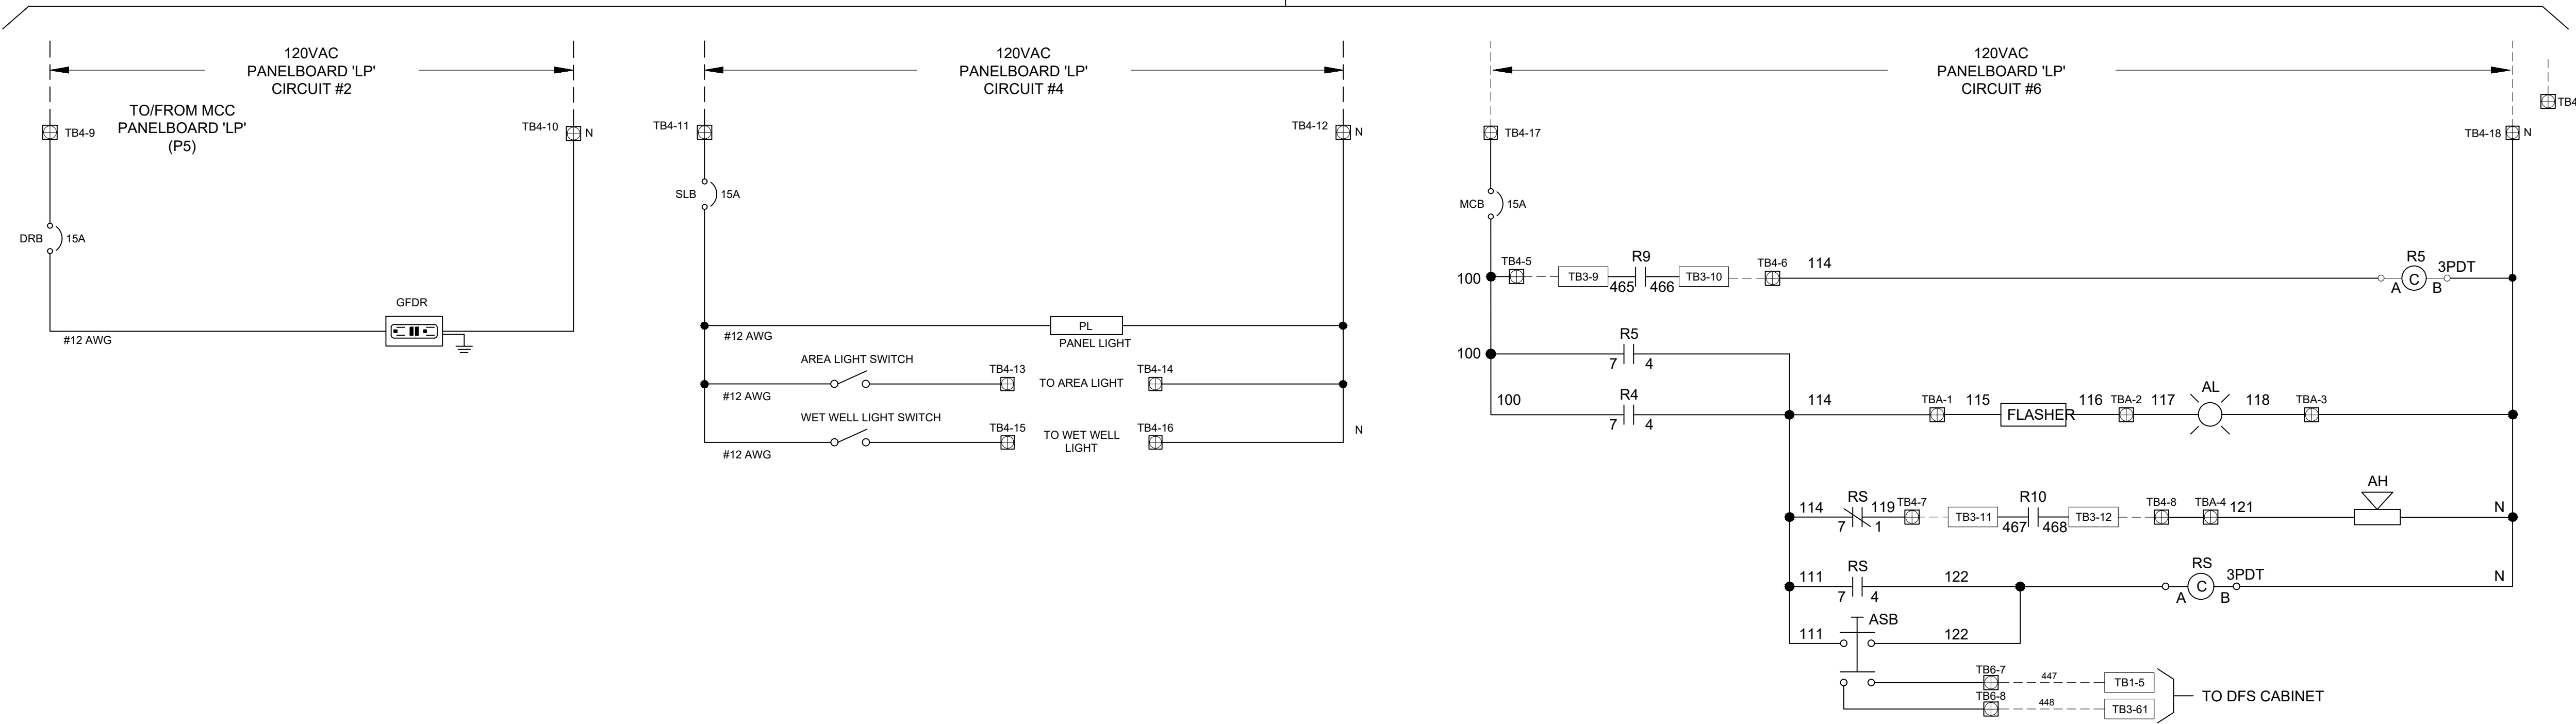 120VAC
PANELBOARD 'LP'
CIRCUIT #2
TO/FROM MCC
PANELBOARD 'LP'
(P5)
TB4-9
TB4-10
N
DRB
15A
GFDR
#12 AWG
120VAC
PANELBOARD 'LP'
CIRCUIT #4
TB4-11
TB4-12
N
SLB
15A
PL
#12 AWG
PANEL LIGHT
AREA LIGHT SWITCH
TB4-13
TO AREA LIGHT
TB4-14
#12 AWG
WET WELL LIGHT SWITCH
TB4-15
TO WET WELL
LIGHT
TB4-16
N
#12 AWG
120VAC
PANELBOARD 'LP'
CIRCUIT #6
TB4
TB4-17
TB4-18
N
MCB
15A
100
TB4-5
TB3-9
R9
465
466
TB3-10
TB4-6
114
R5
3PDT
A
C
B
100
R5
7
4
100
R4
7
4
114
TBA-1
115
FLASHER
116
TBA-2
117
AL
118
TBA-3
114
RS
119
7
1
TB4-7
TB3-11
R10
467
468
TB3-12
TB4-8
TBA-4
121
AH
N
111
RS
7
4
122
RS
3PDT
A
C
B
N
ASB
111
122
TB6-7
447
TB1-5
TB6-8
448
TB3-61
TO DFS CABINET